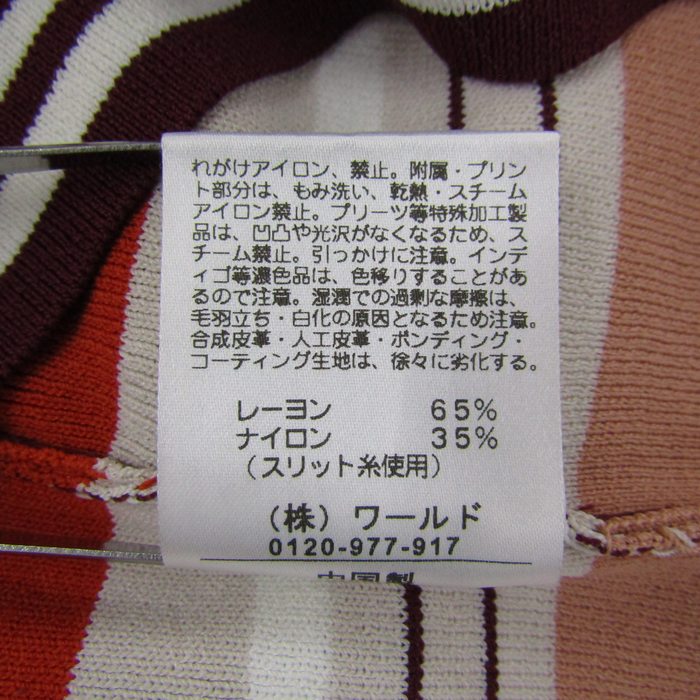 れがけアイロン、禁止。附属・プリン
ト部分は、もみ洗い、乾熱・スチーム
アイロン禁止。プリーツ等特殊加工製
品は、凹凸や光沢がなくなるため、ス
チーム禁止。引っかけに注意。インデ
ィゴ等濃色品は、色移りすることがあ
るので注意。湿潤での過剰な摩擦は、
毛羽立ち・白化の原因となるため注意。
合成皮革・人工皮革・ボンディング・
コーティング生地は、徐々に劣化する。
レーヨン 65%
ナイロン 35%
(スリット糸使用)
(株) ワールド
0120-977-917
中国製